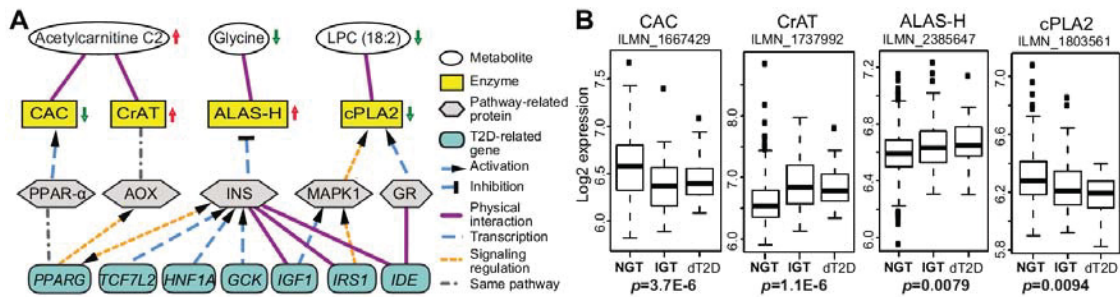 A
Acetylcarnitine C2
Glycine
LPC (18:2)
CAC
CrAT
ALAS-H
cPLA2
PPAR-α
AOX
INS
MAPK1
GR
PPARG
TCF7L2
HNF1A
GCK
IGF1
IRS1
IDE
Metabolite
Enzyme
Pathway-related
protein
T2D-related
gene
Activation
Inhibition
Physical
interaction
Transcription
Signaling
regulation
Same pathway
B
Log2 expression
CAC
ILMN_1667429
7.5
7.0
6.5
6.0
NGT IGT dT2D
p=3.7E-6
CrAT
ILMN_1737992
9.0
8.0
7.0
6.0
NGT IGT dT2D
p=1.1E-6
ALAS-H
ILMN_2385647
7.2
6.8
6.4
6.0
NGT IGT dT2D
p=0.0079
cPLA2
ILMN_1803561
7.0
6.6
6.2
5.8
NGT IGT dT2D
p=0.0094